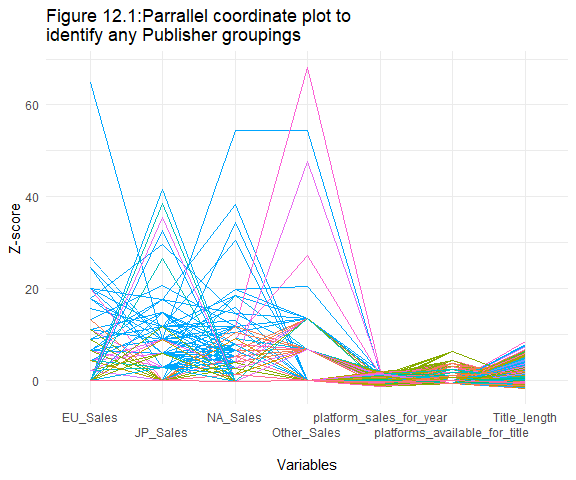 Figure 12.1:Parrallel coordinate plot to
identify any Publisher groupings
Z-score
60
40
20
0
EU_Sales
JP_Sales
NA_Sales
Other_Sales
platform_sales_for_year
platforms_available_for_title
Title_length
Variables